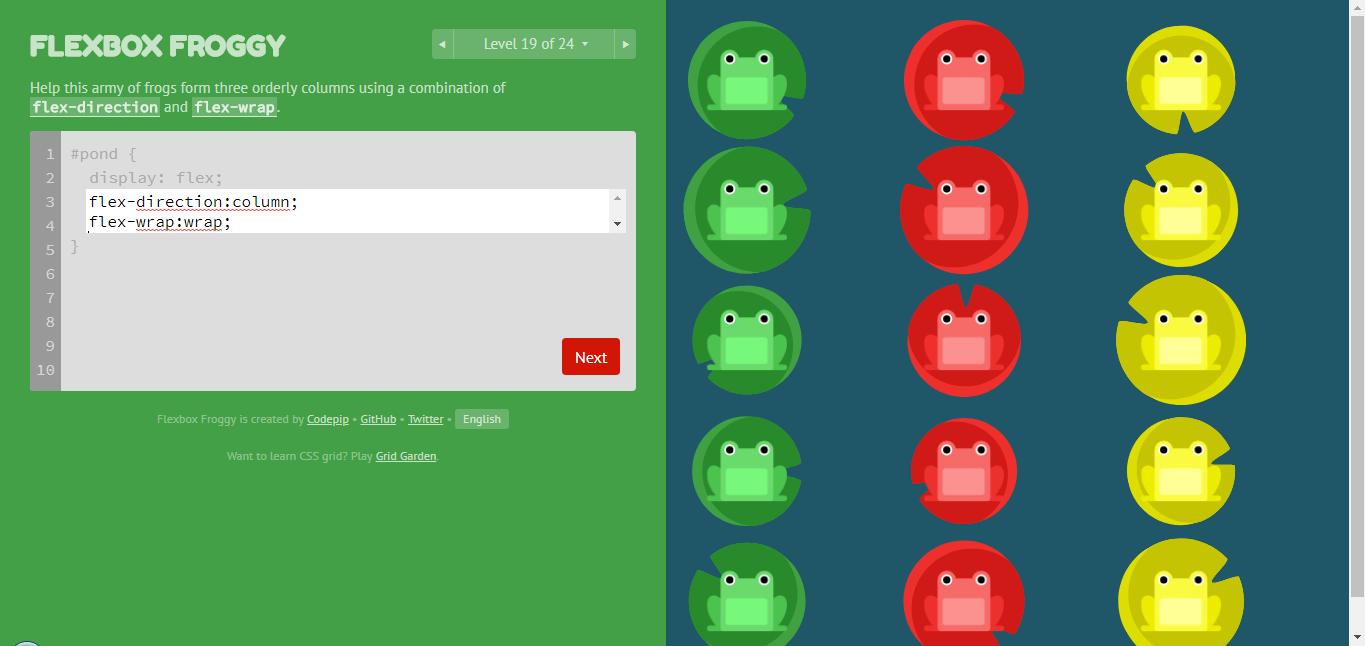 FLEXBOX FROGGY
◀ Level 19 of 24 ▾ ▶
Help this army of frogs form three orderly columns using a combination of
flex-direction and flex-wrap.
1 #pond {
2 display: flex;
3 flex-direction:column;
4 flex-wrap:wrap;
5 }
6
7
8
9
10
Next
Flexbox Froggy is created by Codepip • GitHub • Twitter • English
Want to learn CSS grid? Play Grid Garden.